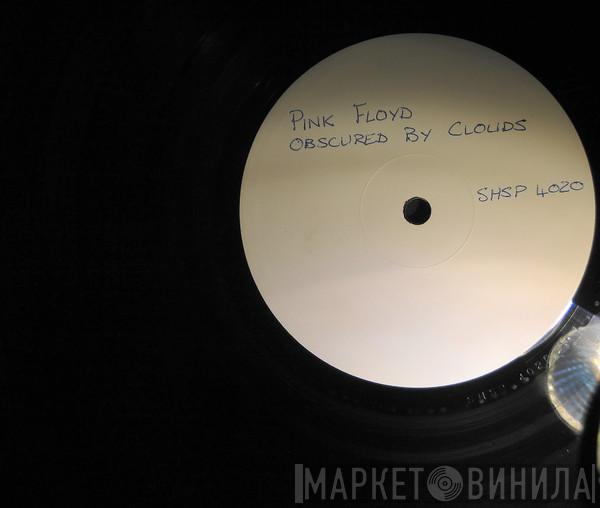 PINK FLOYD
OBSCURED BY CLOUDS
SHSP 4020
МАРКЕТ ВИНИЛА